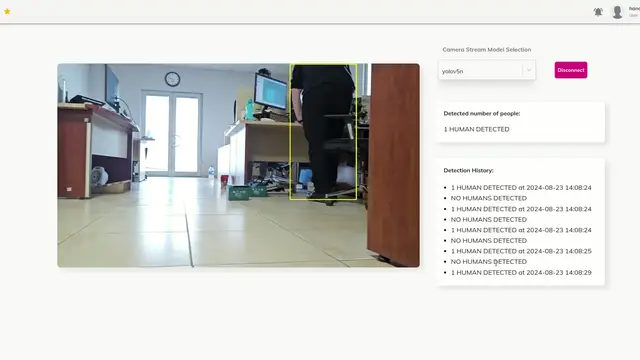 hand
User
Camera Stream Model Selection
yolov5n
Disconnect
Detected number of people:
1 HUMAN DETECTED
Detection History:
1 HUMAN DETECTED at 2024-08-23 14:08:24
NO HUMANS DETECTED
1 HUMAN DETECTED at 2024-08-23 14:08:24
NO HUMANS DETECTED
1 HUMAN DETECTED at 2024-08-23 14:08:24
NO HUMANS DETECTED
1 HUMAN DETECTED at 2024-08-23 14:08:25
NO HUMANS DETECTED
1 HUMAN DETECTED at 2024-08-23 14:08:29